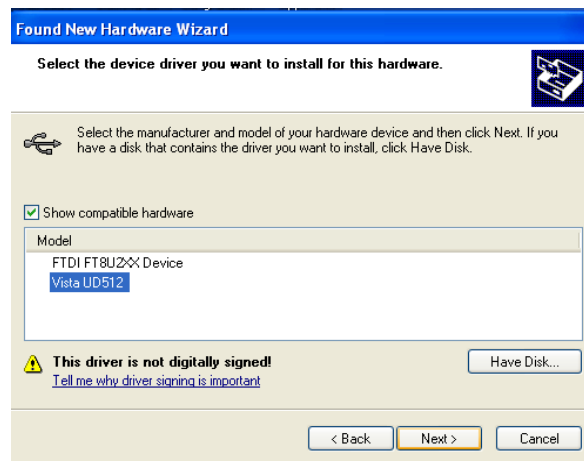 Found New Hardware Wizard
Select the device driver you want to install for this hardware.
Select the manufacturer and model of your hardware device and then click Next. If you
have a disk that contains the driver you want to install, click Have Disk.
Show compatible hardware
Model
FTDI FT8U2XX Device
Vista UD512
This driver is not digitally signed!
Have Disk...
Tell me why driver signing is important
< Back
Next >
Cancel